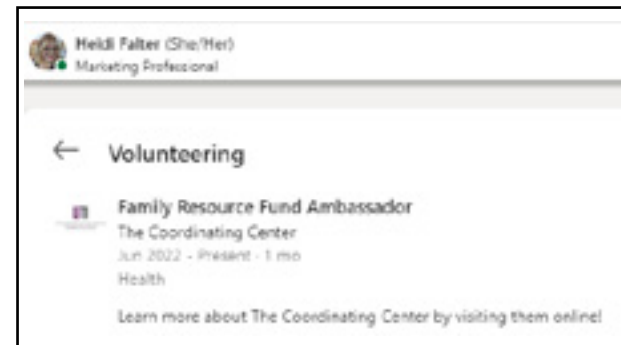 Heidi Falter (She/Her)
Marketing Professional
Volunteering
Family Resource Fund Ambassador
The Coordinating Center
Jun 2022 - Present · 1 mo
Health
Learn more about The Coordinating Center by visiting them online!